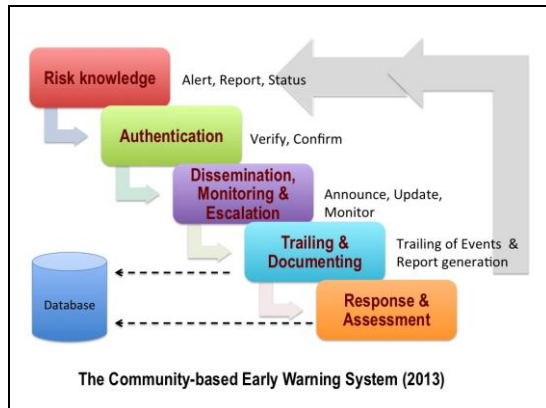 Risk knowledge
Alert, Report, Status
Authentication
Verify, Confirm
Dissemination,
Monitoring &
Escalation
Announce, Update,
Monitor
Trailing &
Documenting
Trailing of Events &
Report generation
Database
Response &
Assessment
The Community-based Early Warning System (2013)